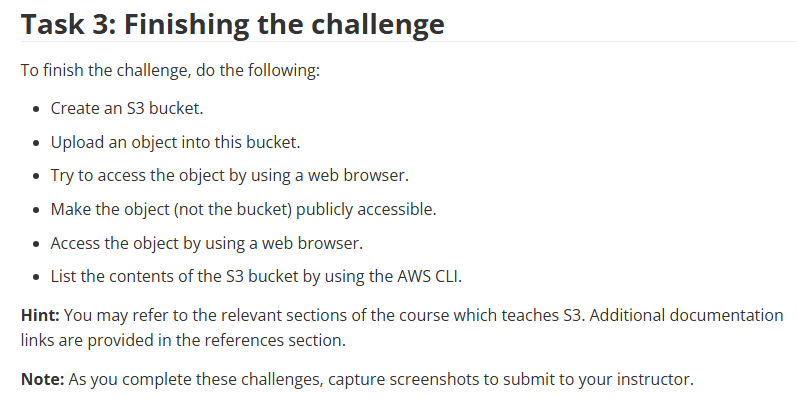 Task 3: Finishing the challenge
To finish the challenge, do the following:
• Create an S3 bucket.
• Upload an object into this bucket.
• Try to access the object by using a web browser.
• Make the object (not the bucket) publicly accessible.
• Access the object by using a web browser.
• List the contents of the S3 bucket by using the AWS CLI.
Hint: You may refer to the relevant sections of the course which teaches S3. Additional documentation
links are provided in the references section.
Note: As you complete these challenges, capture screenshots to submit to your instructor.